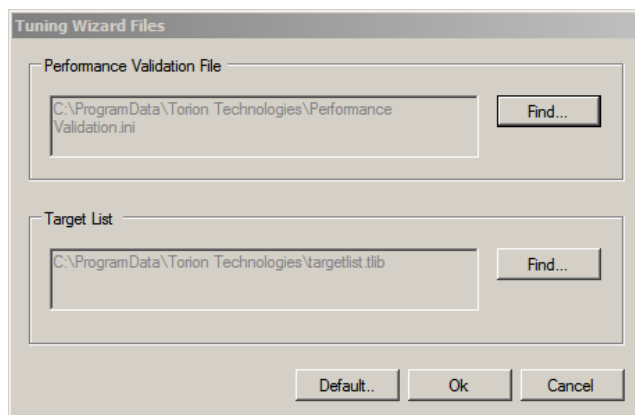 Tuning Wizard Files
Performance Validation File
C:\ProgramData\Torion Technologies\Performance
Validation.ini
Find...
Target List
C:\ProgramData\Torion Technologies\targetlist.tlib
Find...
Default..
Ok
Cancel